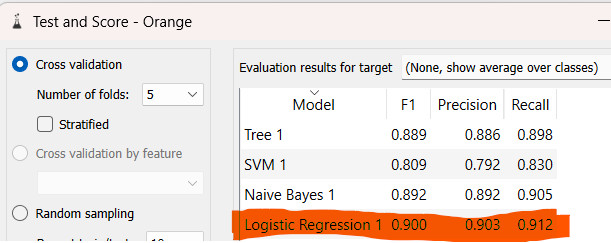 Test and Score - Orange
Cross validation
Number of folds: 5
Stratified
Cross validation by feature
Random sampling
Evaluation results for target (None, show average over classes)
Model F1 Precision Recall
Tree 1 0.889 0.886 0.898
SVM 1 0.809 0.792 0.830
Naive Bayes 1 0.892 0.892 0.905
Logistic Regression 1 0.900 0.903 0.912